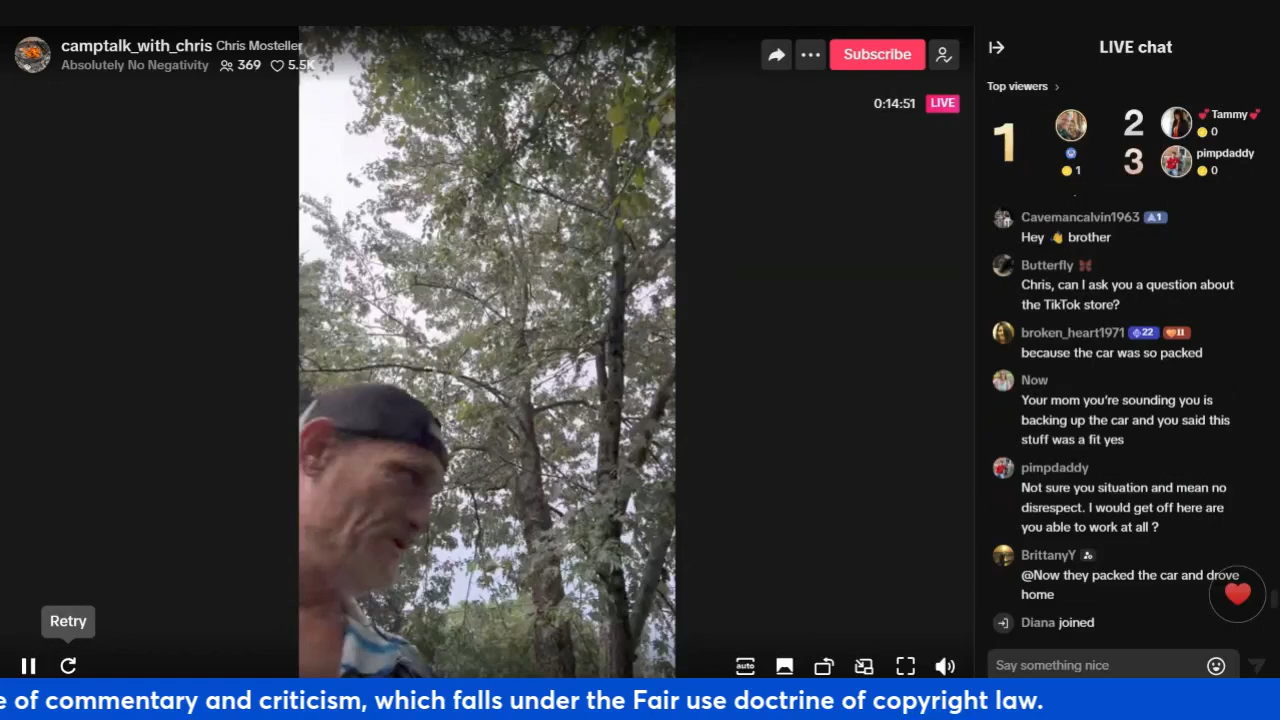 camptalk_with_chris Chris Mosteller
Absolutely No Negativity 369 5.5K
Subscribe
0:14:51 LIVE
Retry
auto
LIVE chat
Top viewers
1
1
2
Tammy
0
3
pimpdaddy
0
Cavemancalvin1963 1
Hey 👋 brother
Butterfly
Chris, can I ask you a question about
the TikTok store?
broken_heart1971 22 II
because the car was so packed
Now
Your mom you're sounding you is
backing up the car and you said this
stuff was a fit yes
pimpdaddy
Not sure you situation and mean no
disrespect. I would get off here are
you able to work at all ?
BrittanyY
@Now they packed the car and drove
home
Diana joined
Say something nice
e of commentary and criticism, which falls under the Fair use doctrine of copyright law.